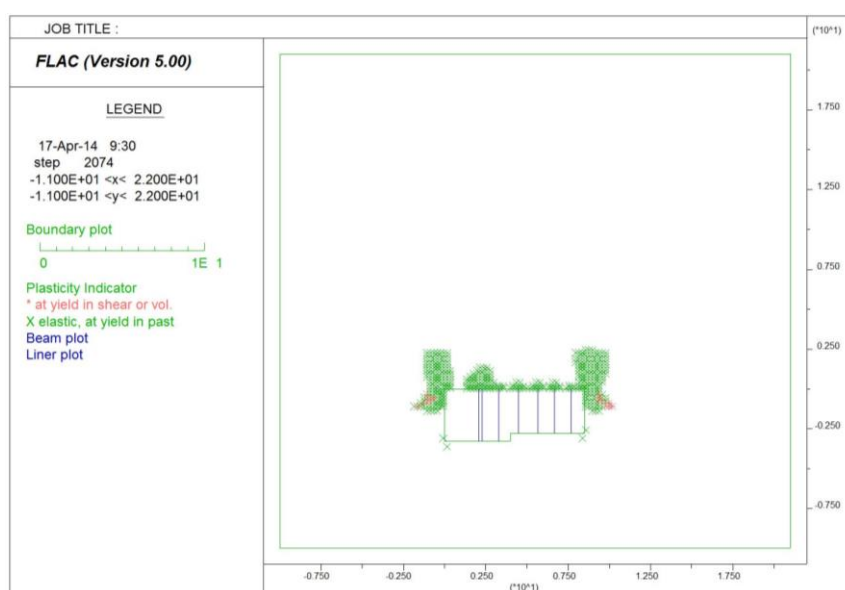 JOB TITLE :
FLAC (Version 5.00)
LEGEND
17-Apr-14 9:30
step 2074
-1.100E+01 <x< 2.200E+01
-1.100E+01 <y< 2.200E+01
Boundary plot
0 1E 1
Plasticity Indicator
* at yield in shear or vol.
X elastic, at yield in past
Beam plot
Liner plot
(*10^1)
1.750
1.250
0.750
0.250
-0.250
-0.750
-0.750 -0.250 0.250 0.750 1.250 1.750
(*10^1)